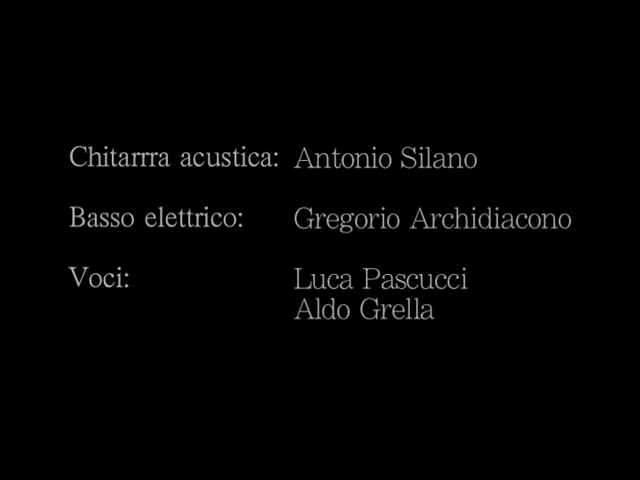 Chitarrra acustica: Antonio Silano
Basso elettrico: Gregorio Archidiacono
Voci: Luca Pascucci
Aldo Grella